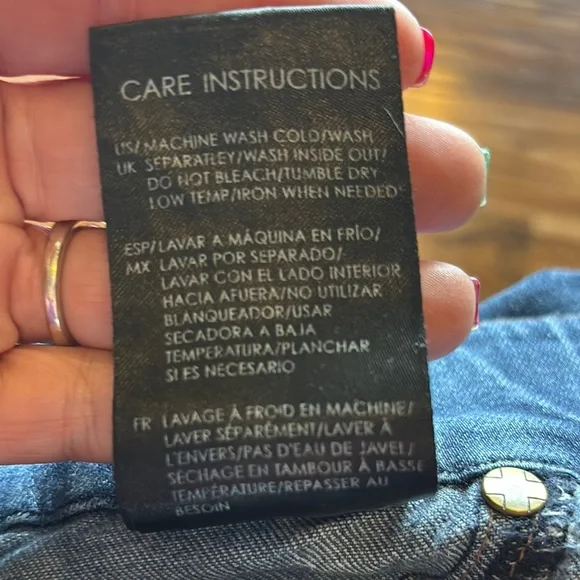 CARE INSTRUCTIONS
US/ MACHINE WASH COLD/WASH
UK SEPARATLEY/WASH INSIDE OUT/
DO NOT BLEACH/TUMBLE DRY
LOW TEMP/IRON WHEN NEEDED
ESP/ LAVAR A MÁQUINA EN FRÍO/
MX LAVAR POR SEPARADO/
LAVAR CON EL LADO INTERIOR
HACIA AFUERA/NO UTILIZAR
BLANQUEADOR/USAR
SECADORA A BAJA
TEMPERATURA/PLANCHAR
SI ES NECESARIO
FR LAVAGE À FROID EN MACHINE/
LAVER SÉPARÉMENT/LAVER À
L'ENVERS/PAS D'EAU DE JAVEL/
SÉCHAGE EN TAMBOUR À BASSE
TEMPÉRATURE/REPASSER AU
BESOIN